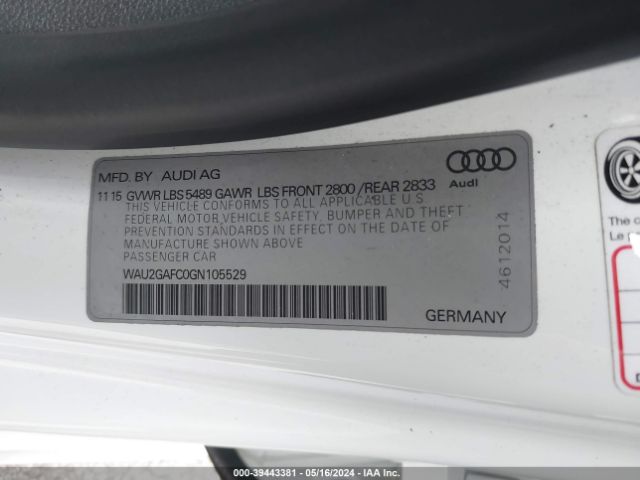 MFD. BY AUDI AG
11 15 GVWR LBS 5489 GAWR LBS FRONT 2800 / REAR 2833
THIS VEHICLE CONFORMS TO ALL APPLICABLE U.S
FEDERAL MOTOR VEHICLE SAFETY, BUMPER AND THEFT
PREVENTION STANDARDS IN EFFECT ON THE DATE OF
MANUFACTURE SHOWN ABOVE
PASSENGER CAR
WAU2GAFC0GN105529
GERMANY
Audi
4612014
The c
Le
000-39443381 - 05/16/2024 - IAA, Inc.